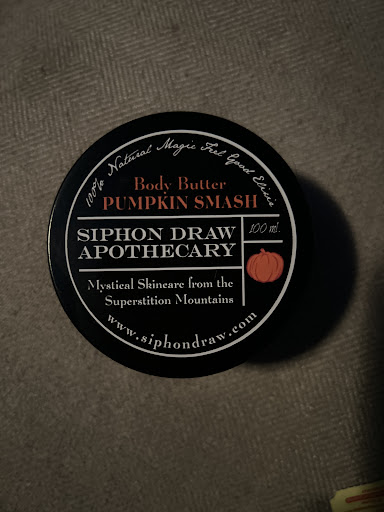 100% Natural Magic Feel Good Elixir
Body Butter
PUMPKIN SMASH
SIPHON DRAW
APOTHECARY
100 ml.
Mystical Skincare from the
Superstition Mountains
www.siphondraw.com